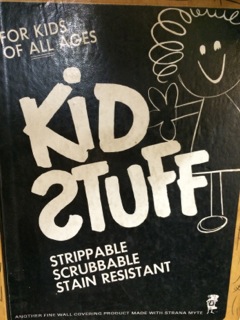 FOR KIDS
OF ALL AGES
KID
STUFF
STRIPPABLE
SCRUBBABLE
STAIN RESISTANT
ANOTHER FINE WALL COVERING PRODUCT MADE WITH STRANA MYTE